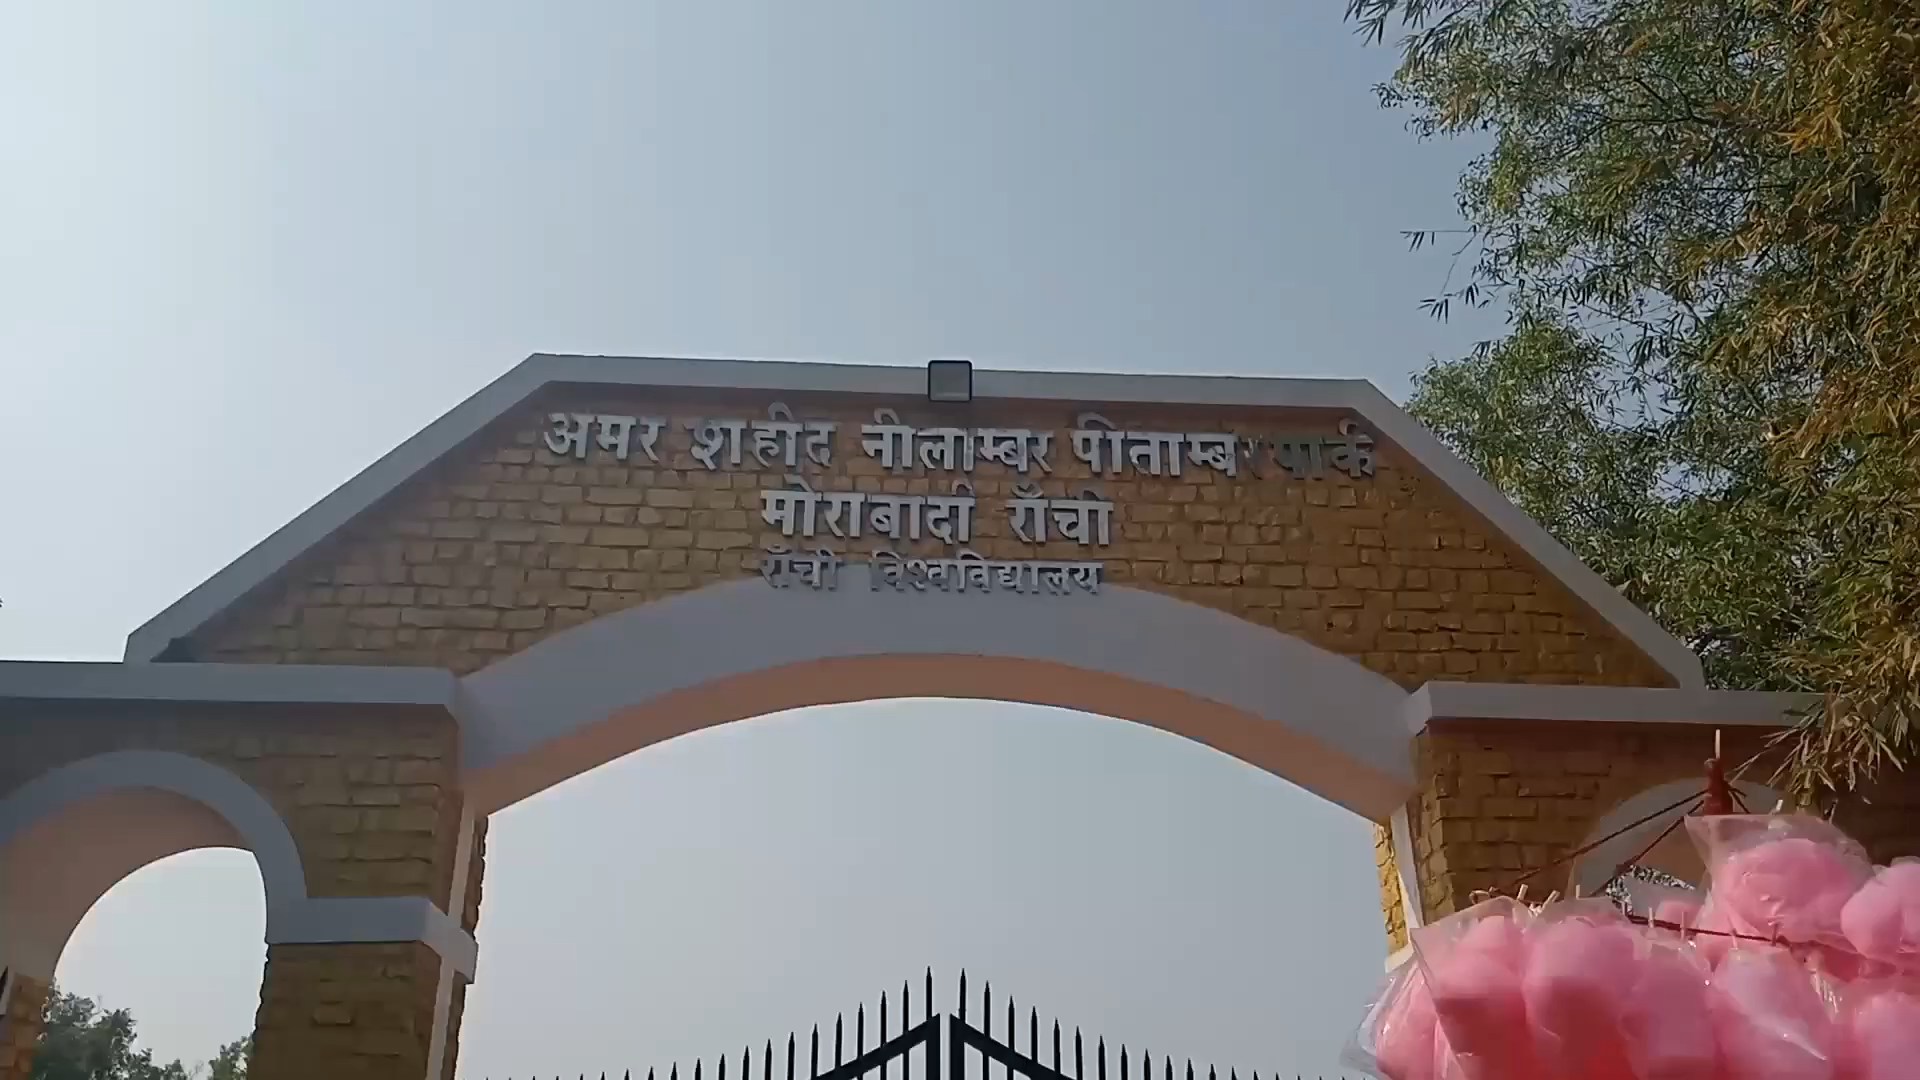 अमर शहीद नीलाम्बर पीताम्बर पार्क
मोराबादी राँची
राँची विश्वविद्यालय